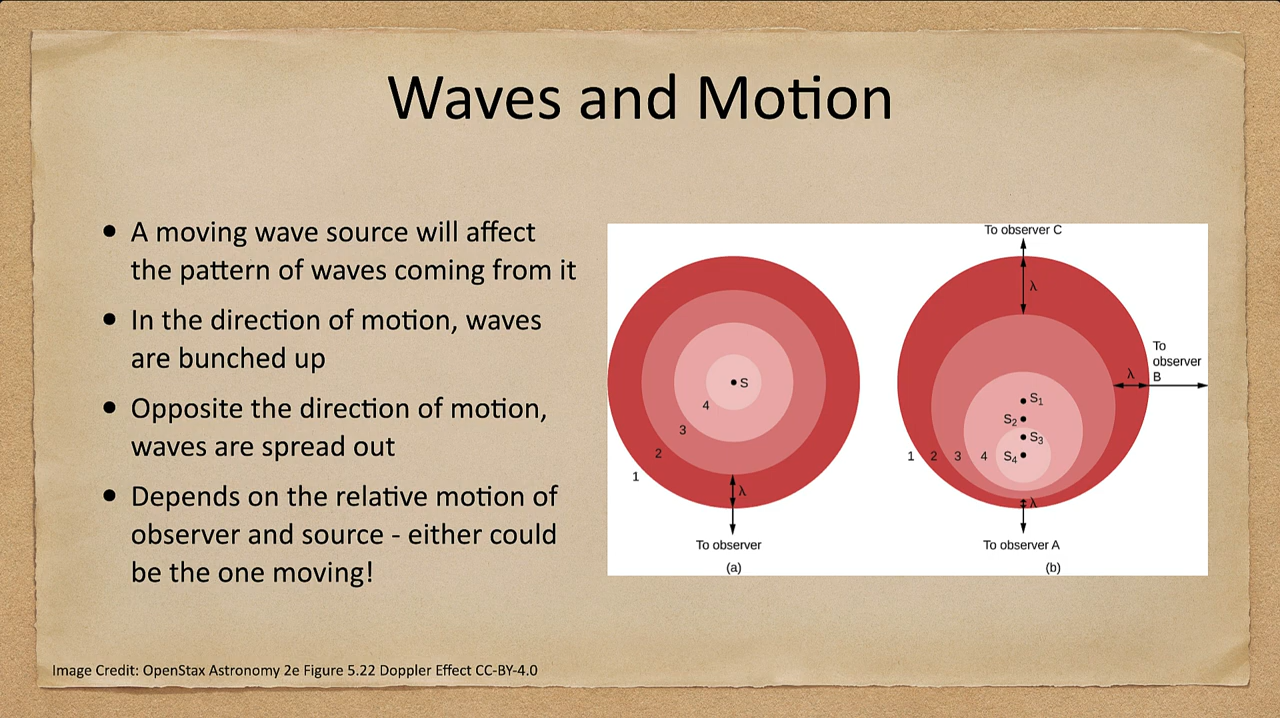 Waves and Motion
• A moving wave source will affect
the pattern of waves coming from it
• In the direction of motion, waves
are bunched up
• Opposite the direction of motion,
waves are spread out
• Depends on the relative motion of
observer and source - either could
be the one moving!
S
4
3
2
1
λ
To observer
(a)
To observer C
λ
To
observer
B
λ
S₁
S₂
S₃
1 2 3 4 S₄
λ
To observer A
(b)
Image Credit: OpenStax Astronomy 2e Figure 5.22 Doppler Effect CC-BY-4.0